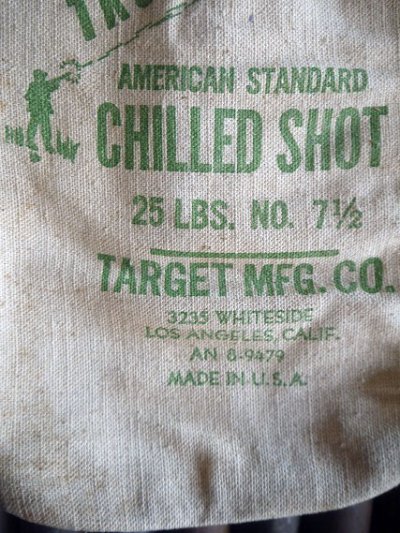 AMERICAN STANDARD
CHILLED SHOT
25 LBS. NO. 7½
TARGET MFG. CO.
3235 WHITESIDE
LOS ANGELES, CALIF.
AN 8-9479
MADE IN U.S.A.